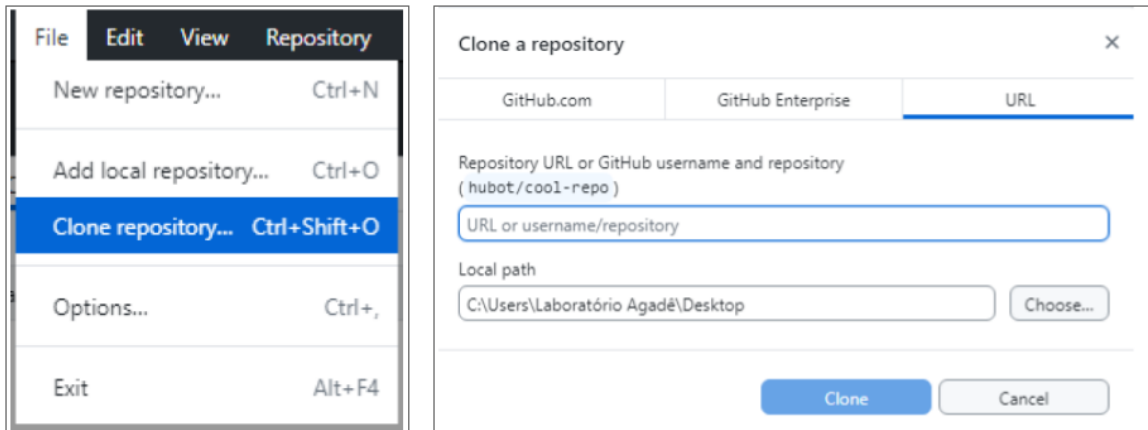 File Edit View Repository
New repository... Ctrl+N
Add local repository... Ctrl+O
Clone repository... Ctrl+Shift+O
Options... Ctrl+,
Exit Alt+F4
Clone a repository
GitHub.com GitHub Enterprise URL
Repository URL or GitHub username and repository
(hubot/cool-repo)
URL or username/repository
Local path
C:\Users\Laboratório Agadê\Desktop Choose...
Clone Cancel